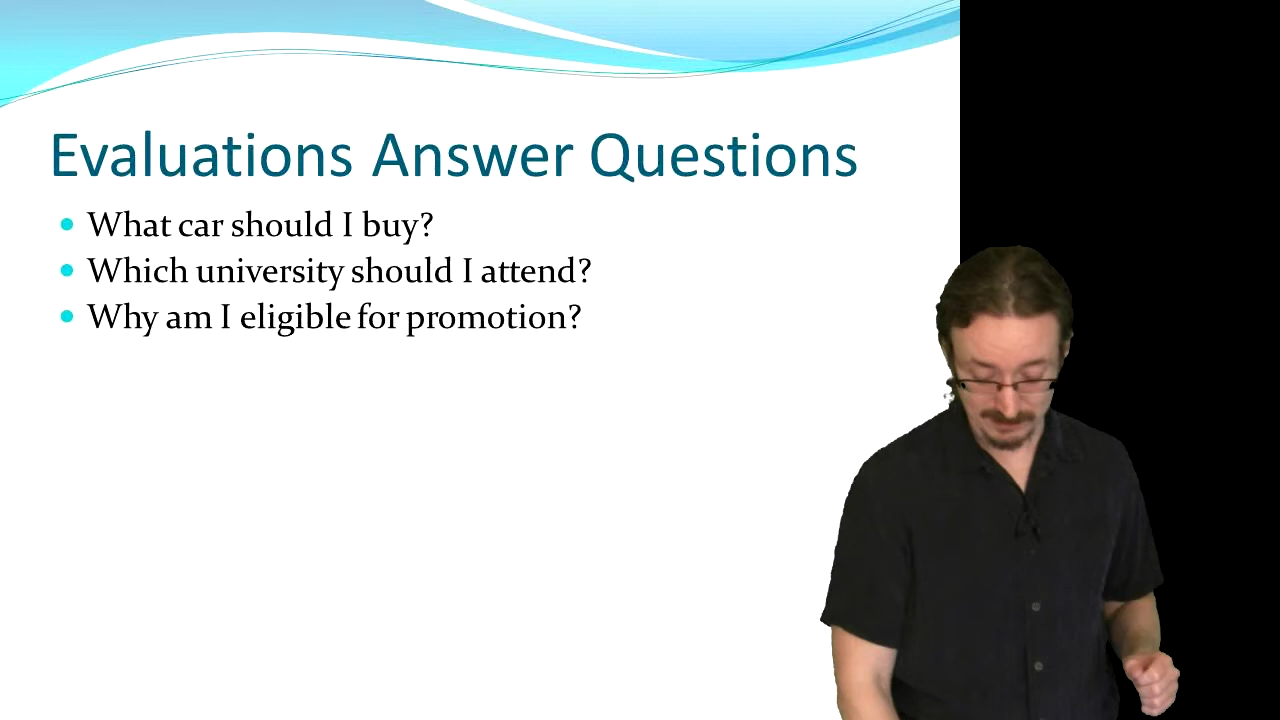 Evaluations Answer Questions
What car should I buy?
Which university should I attend?
Why am I eligible for promotion?